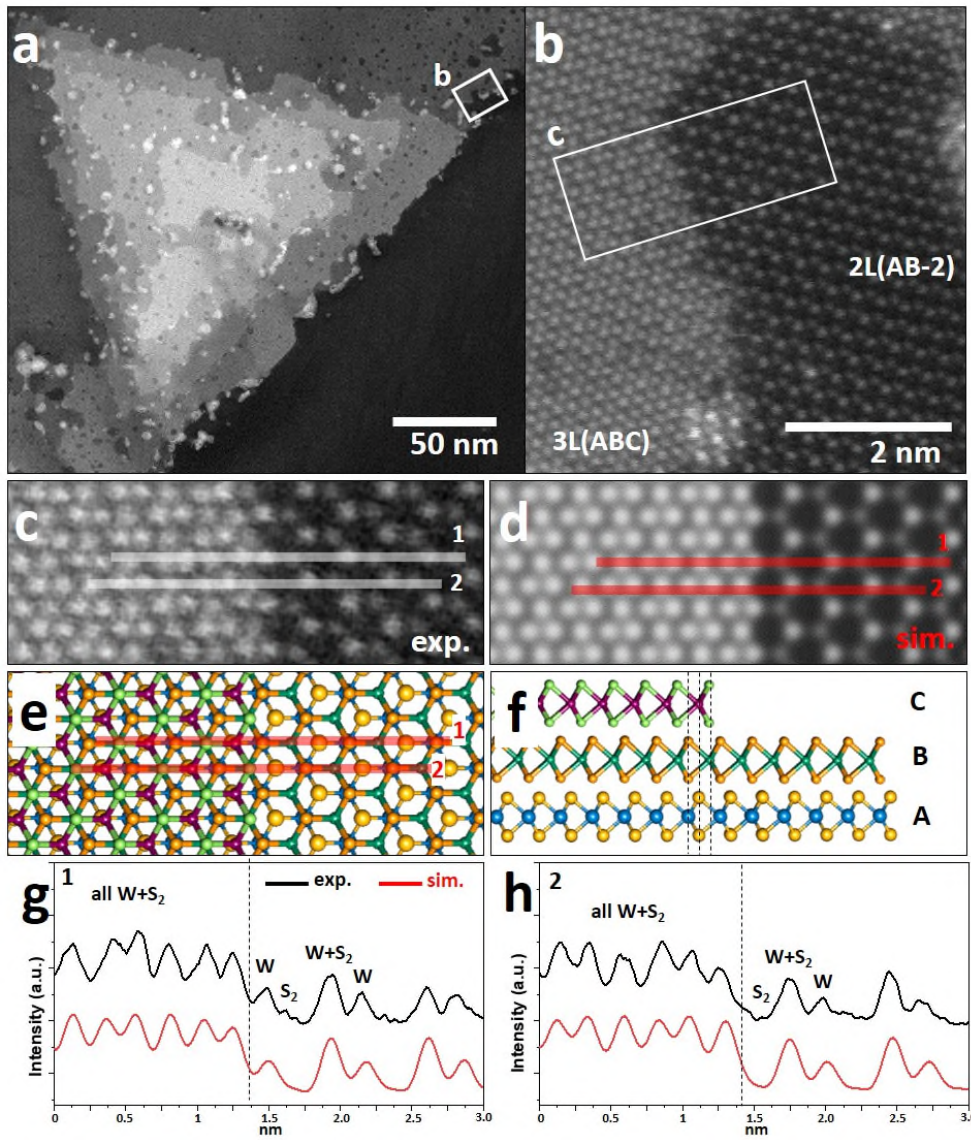 a
b
50 nm
b
c
2L(AB-2)
3L(ABC)
2 nm
c
1
2
exp.
d
1
2
sim.
e
1
2
f
C
B
A
g
1
all W+S₂
exp.
sim.
W
S₂
W+S₂
W
Intensity (a.u.)
0 0.5 1.0 1.5 2.0 2.5 3.0
nm
h
2
all W+S₂
S₂
W+S₂
W
Intensity (a.u.)
0 0.5 1.0 1.5 2.0 2.5 3.0
nm